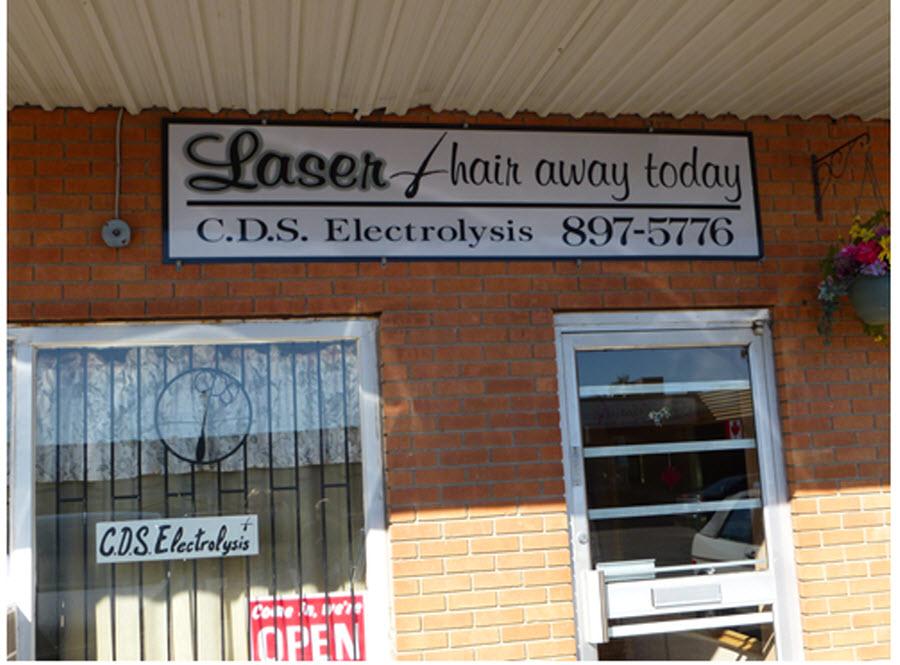 Laser hair away today
C.D.S. Electrolysis 897-5776
C.D.S. Electrolysis
Come in, we're
OPEN